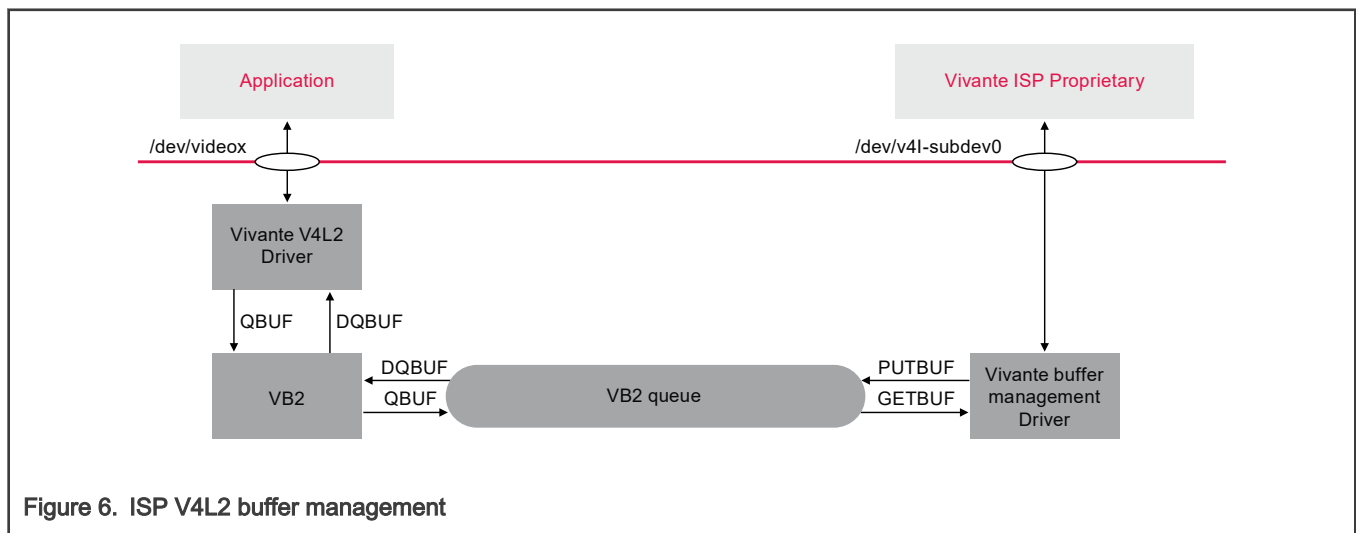 Application
Vivante ISP Proprietary
/dev/videox
/dev/v4l-subdev0
Vivante V4L2
Driver
QBUF
DQBUF
VB2
DQBUF
QBUF
VB2 queue
PUTBUF
GETBUF
Vivante buffer
management
Driver
Figure 6. ISP V4L2 buffer management